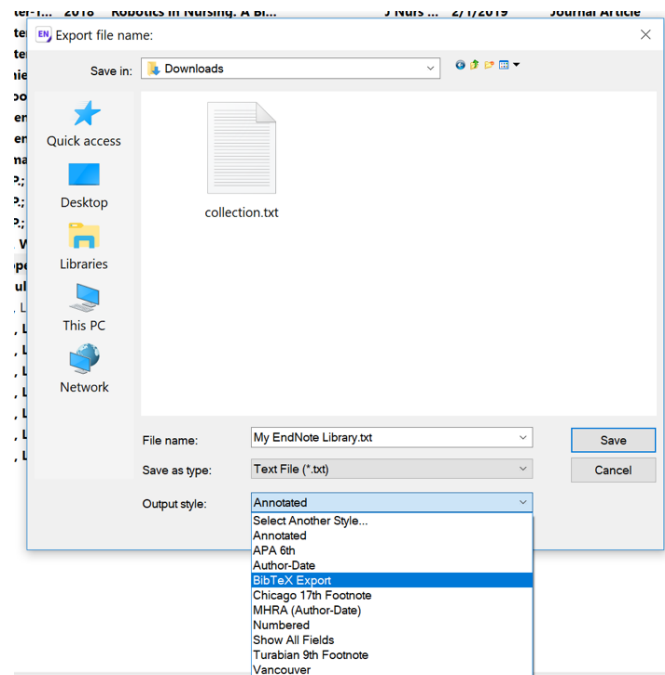 ter-1... 2018 Robotics in Nursing: A Bi... J Nurs ... 2/1/2019 Journal Article
EN Export file name:
Save in: Downloads
Quick access
Desktop
Libraries
This PC
Network
collection.txt
File name: My EndNote Library.txt Save
Save as type: Text File (*.txt) Cancel
Output style: Annotated
Select Another Style...
Annotated
APA 6th
Author-Date
BibTeX Export
Chicago 17th Footnote
MHRA (Author-Date)
Numbered
Show All Fields
Turabian 9th Footnote
Vancouver